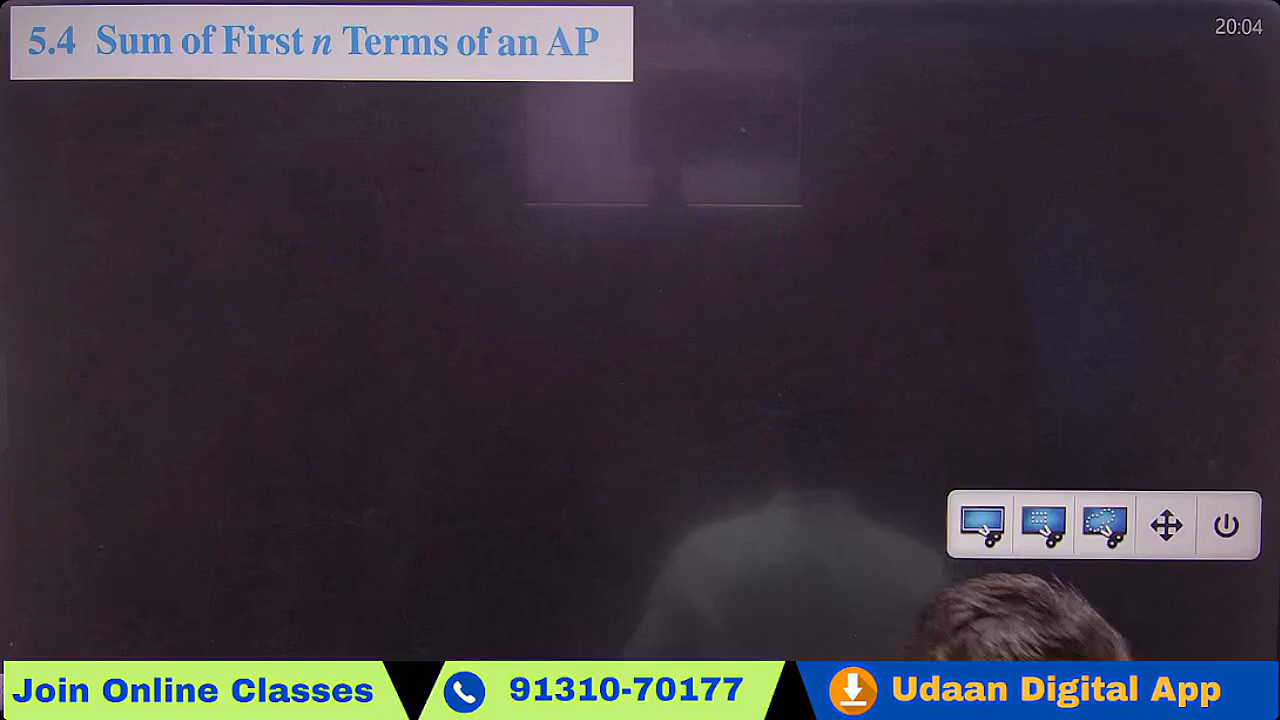 5.4 Sum of First n Terms of an AP
20:04
Join Online Classes
91310-70177
Udaan Digital App